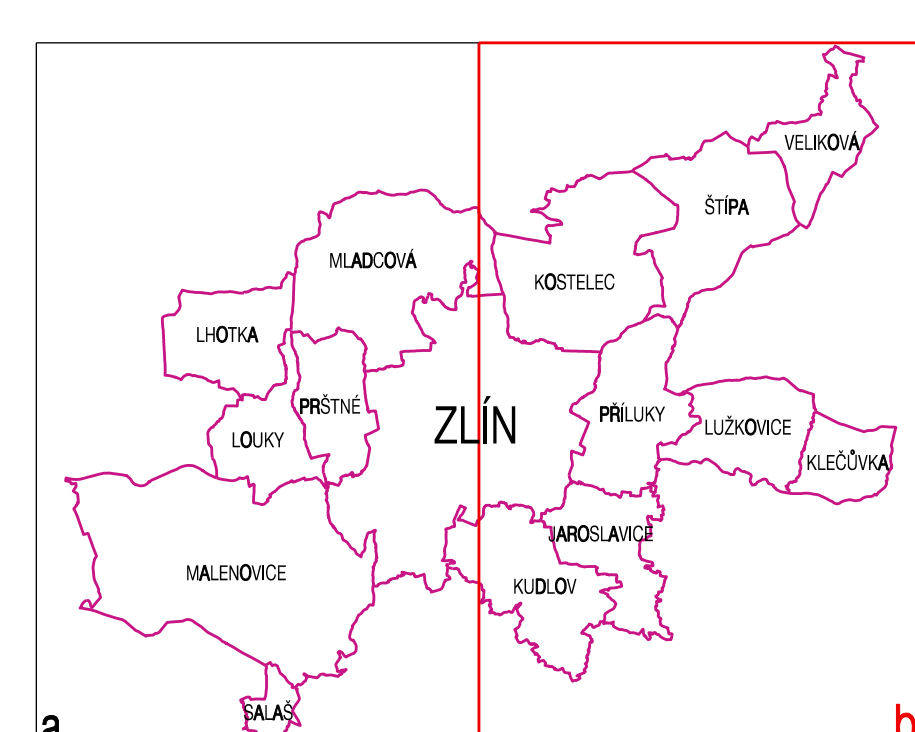 VELIKOVÁ
ŠTÍPA
MLADCOVÁ
KOSTELEC
LHOTKA
PRŠTNÉ
PŘÍLUKY
ZLÍN
LUŽKOVICE
LOUKY
KLEČŮVKA
JAROSLAVICE
MALENOVICE
KUDLOV
SALAŠ
a
b